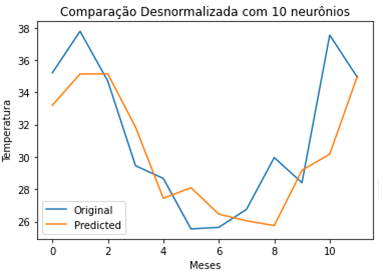 Comparação Desnormalizada com 10 neurônios
38
36
34
32
30
28
26
Temperatura
Original
Predicted
0 2 4 6 8 10
Meses